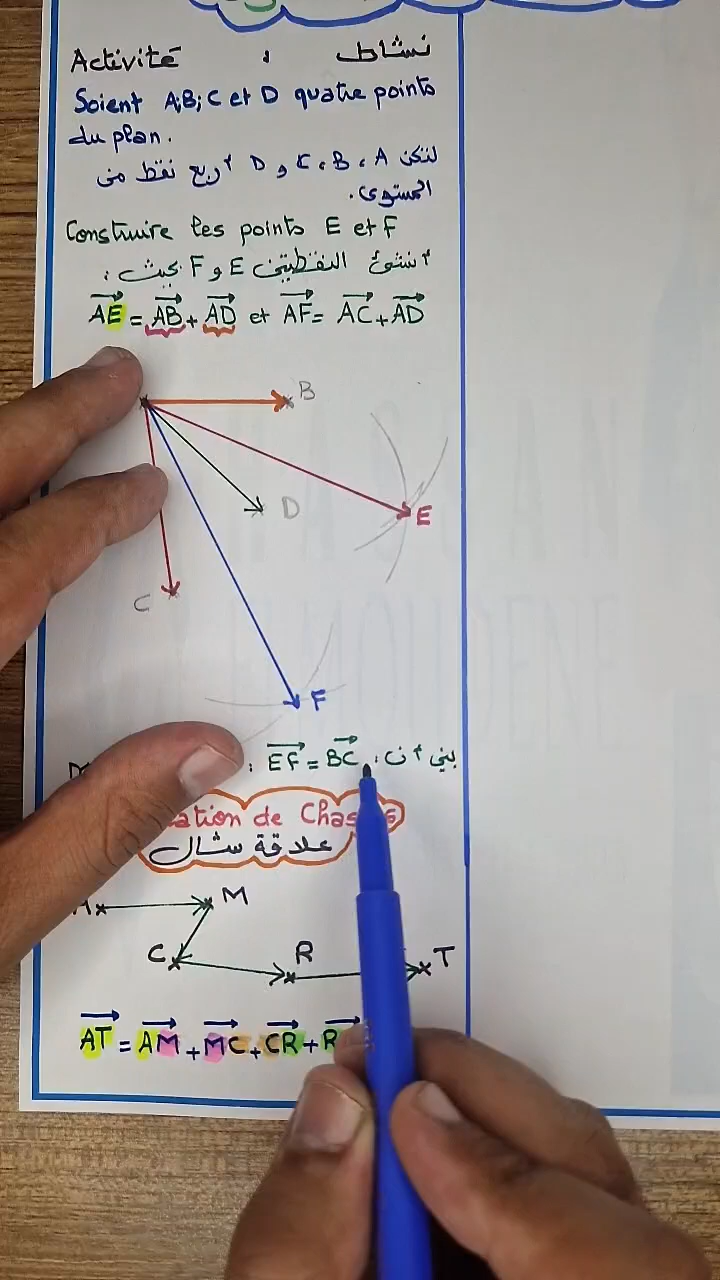 Activité : نشاط
Soient A;B;C et D quatre points
du plan.
لتكن A ، B ، C و D أربع نقط من
المستوى.
Construire les points E et F
أنشئ النقطتين E و F بحيث :
AE = AB + AD et AF = AC + AD
B
D
E
C
F
: EF = BC بين أن :
ation de Chas s
علاقة شال
M
C
R
T
AT = AM + MC + CR + R